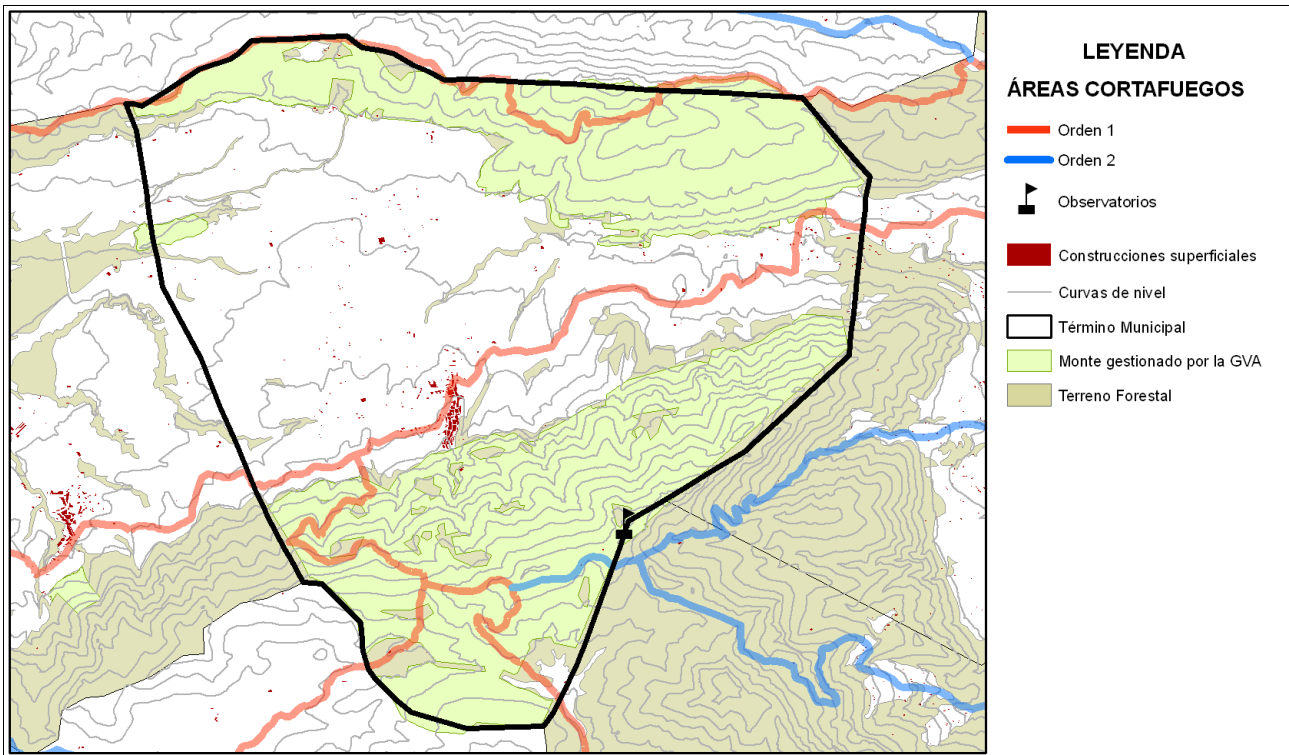 LEYENDA
ÁREAS CORTAFUEGOS
Orden 1
Orden 2
Observatorios
Construcciones superficiales
Curvas de nivel
Término Municipal
Monte gestionado por la GVA
Terreno Forestal